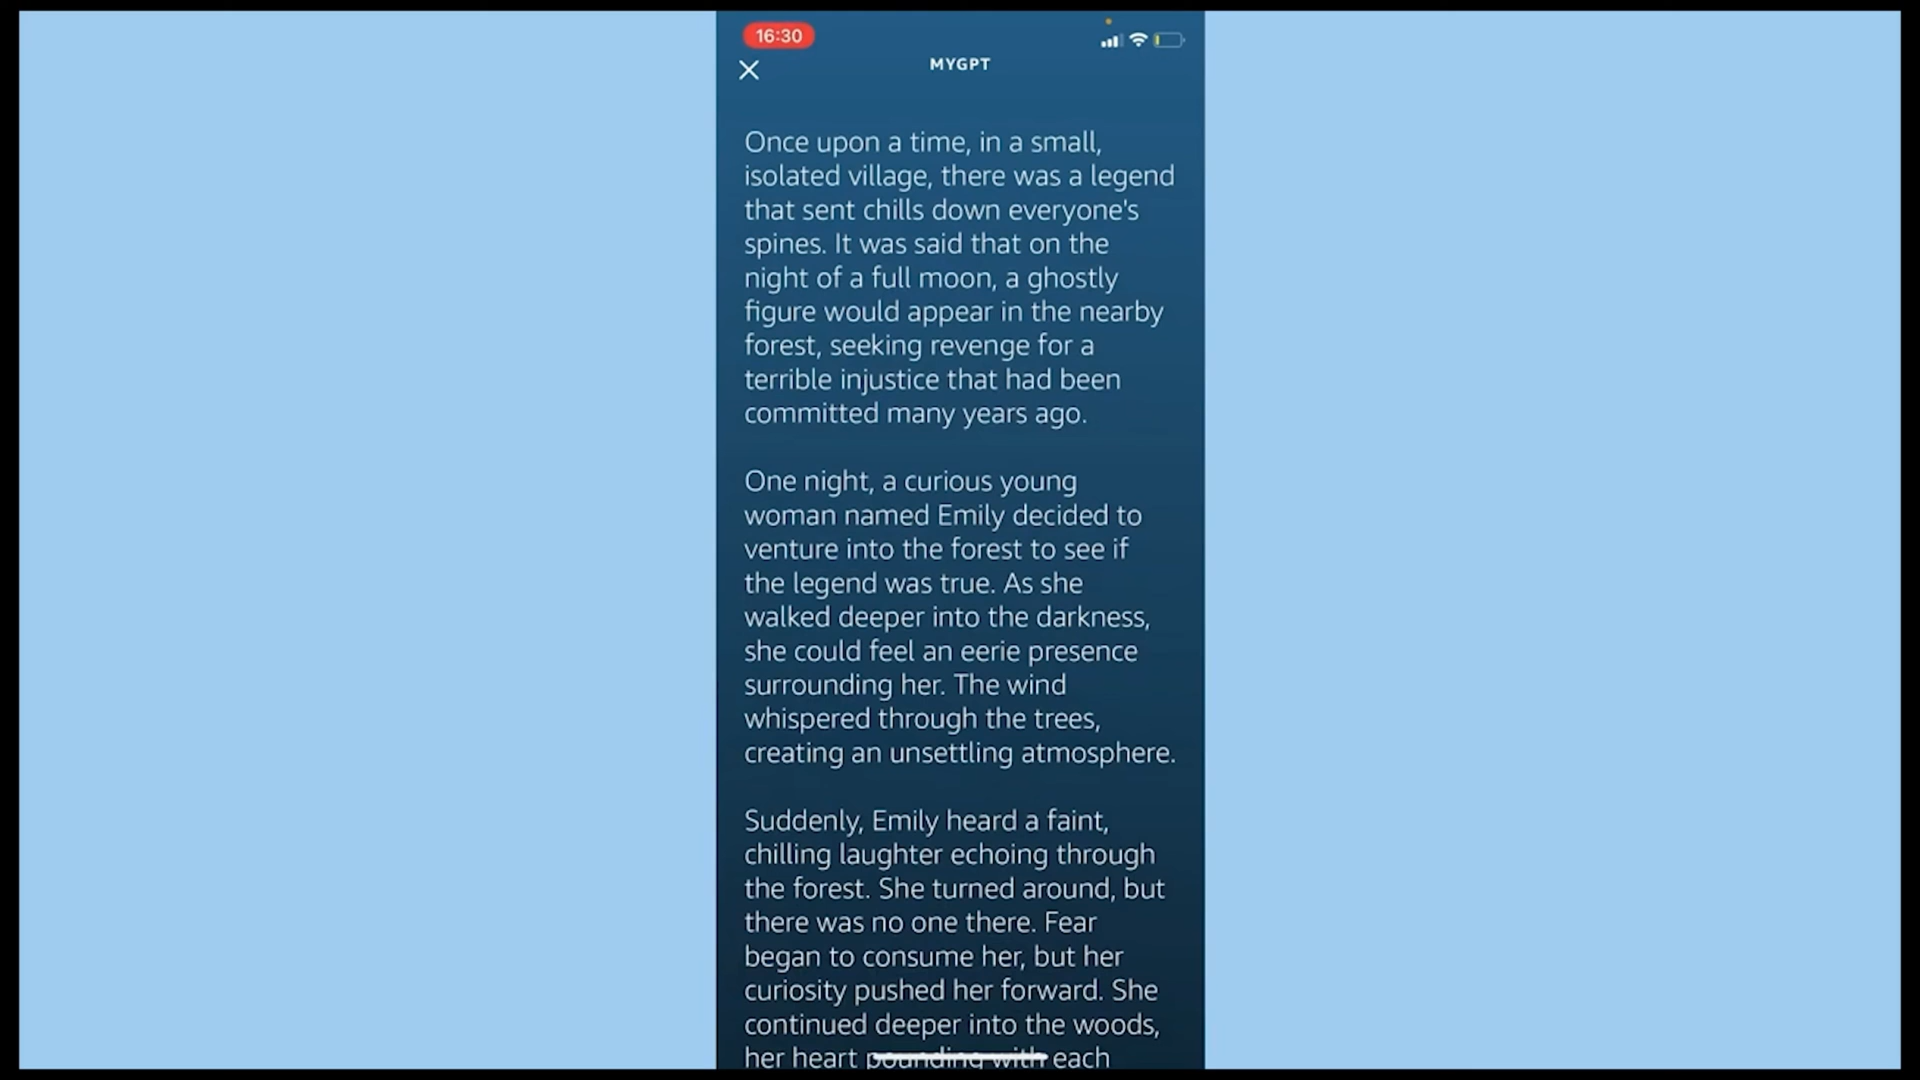 16:30
MYGPT
Once upon a time, in a small,
isolated village, there was a legend
that sent chills down everyone's
spines. It was said that on the
night of a full moon, a ghostly
figure would appear in the nearby
forest, seeking revenge for a
terrible injustice that had been
committed many years ago.
One night, a curious young
woman named Emily decided to
venture into the forest to see if
the legend was true. As she
walked deeper into the darkness,
she could feel an eerie presence
surrounding her. The wind
whispered through the trees,
creating an unsettling atmosphere.
Suddenly, Emily heard a faint,
chilling laughter echoing through
the forest. She turned around, but
there was no one there. Fear
began to consume her, but her
curiosity pushed her forward. She
continued deeper into the woods,
her heart pounding with each